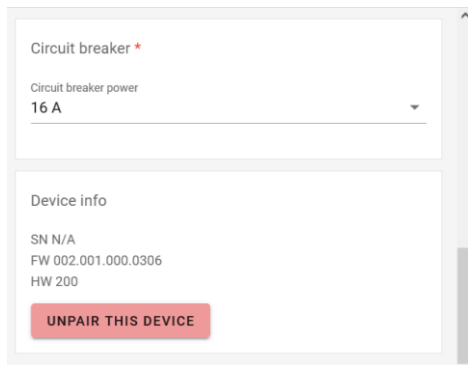 Circuit breaker *
Circuit breaker power
16 A
Device info
SN N/A
FW 002.001.000.0306
HW 200
UNPAIR THIS DEVICE